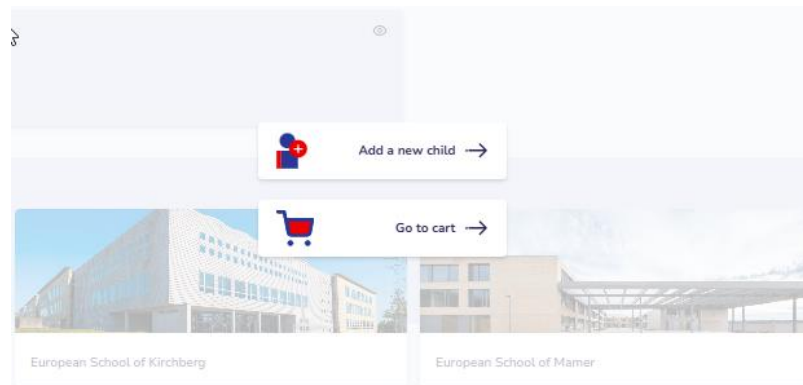 Add a new child
Go to cart
European School of Kirchberg
European School of Mamer